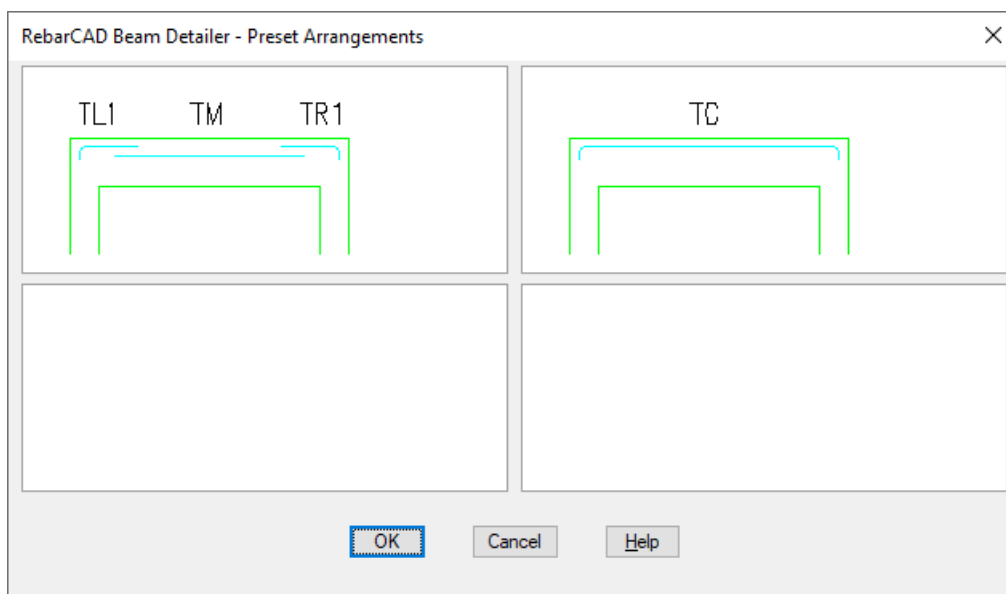 RebarCAD Beam Detailer - Preset Arrangements
TL1 TM TR1
TC
OK Cancel Help